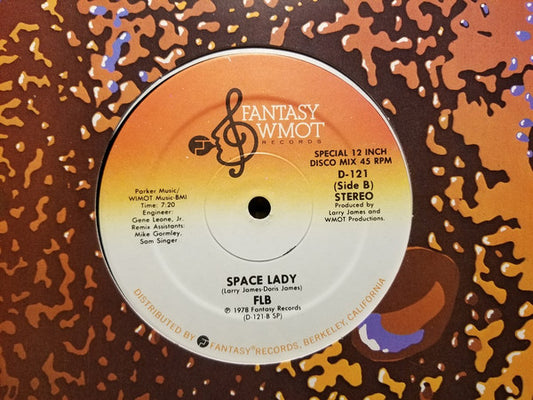 FANTASY
WMOT
RECORDS
SPECIAL 12 INCH
DISCO MIX 45 RPM
D-121
(Side B)
STEREO
Produced by
Larry James and
WMOT Productions.
Parker Music/
WIMOT Music-BMI
Time: 7:20
Engineer:
Gene Leone, Jr.
Remix Assistants:
Mike Gormley,
Sam Singer
SPACE LADY
(Larry James-Doris James)
FLB
℗ 1978 Fantasy Records
(D-121-B SP)
DISTRIBUTED BY FANTASY® RECORDS, BERKELEY, CALIFORNIA